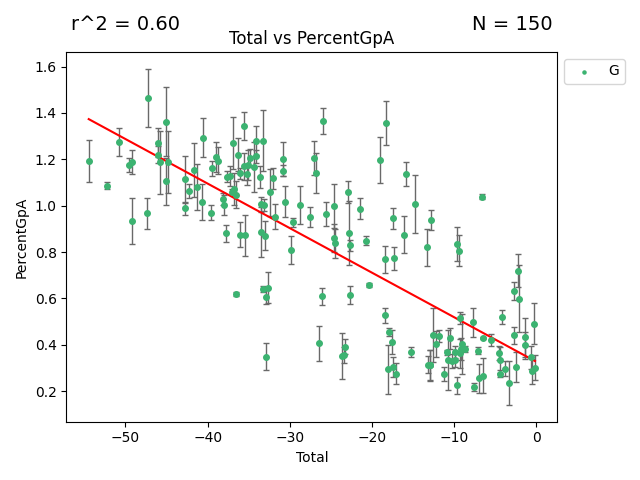 r^2 = 0.60 N = 150
Total vs PercentGpA
G
PercentGpA
1.6
1.4
1.2
1.0
0.8
0.6
0.4
0.2
−50 −40 −30 −20 −10 0
Total